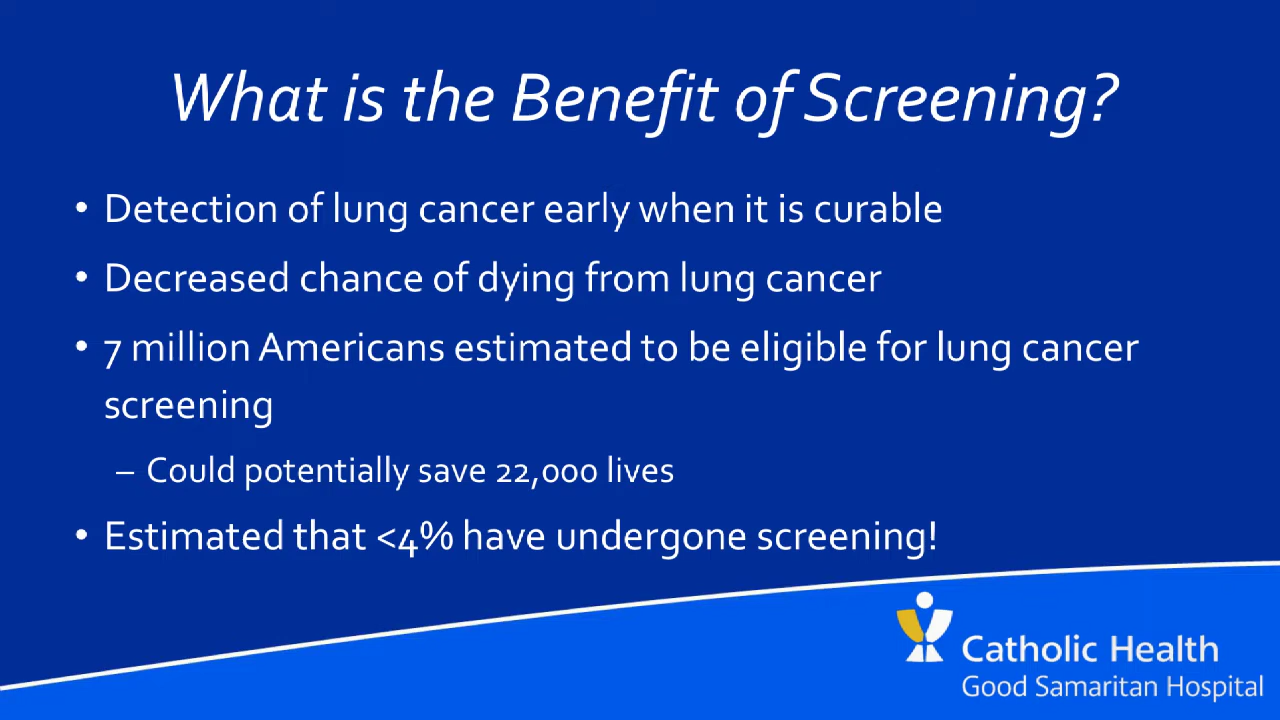 What is the Benefit of Screening?
• Detection of lung cancer early when it is curable
• Decreased chance of dying from lung cancer
• 7 million Americans estimated to be eligible for lung cancer
screening
– Could potentially save 22,000 lives
• Estimated that <4% have undergone screening!
Catholic Health
Good Samaritan Hospital